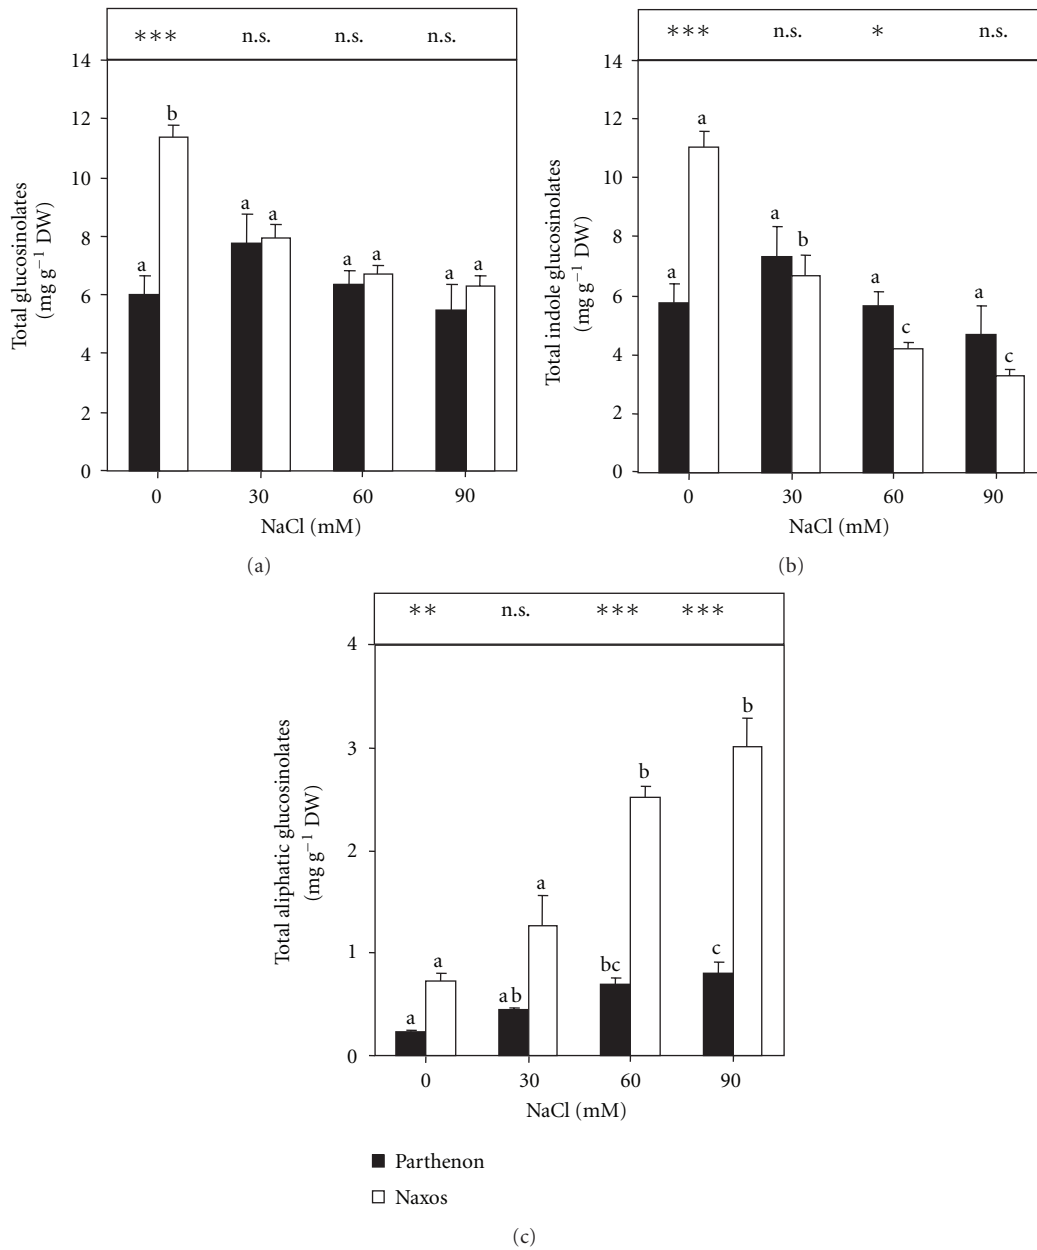 ∗∗∗ n.s. n.s. n.s.
14
12
10
8
6
4
2
0
Total glucosinolates
(mg g−1 DW)
b
a
a a
a a
a a
0 30 60 90
NaCl (mM)
(a)
∗∗∗ n.s. ∗ n.s.
14
12
10
8
6
4
2
0
Total indole glucosinolates
(mg g−1 DW)
a a
a b
a c
a c
0 30 60 90
NaCl (mM)
(b)
∗∗ n.s. ∗∗∗ ∗∗∗
4
3
2
1
0
Total aliphatic glucosinolates
(mg g−1 DW)
a a
ab a
bc b
c b
0 30 60 90
NaCl (mM)
Parthenon
Naxos
(c)